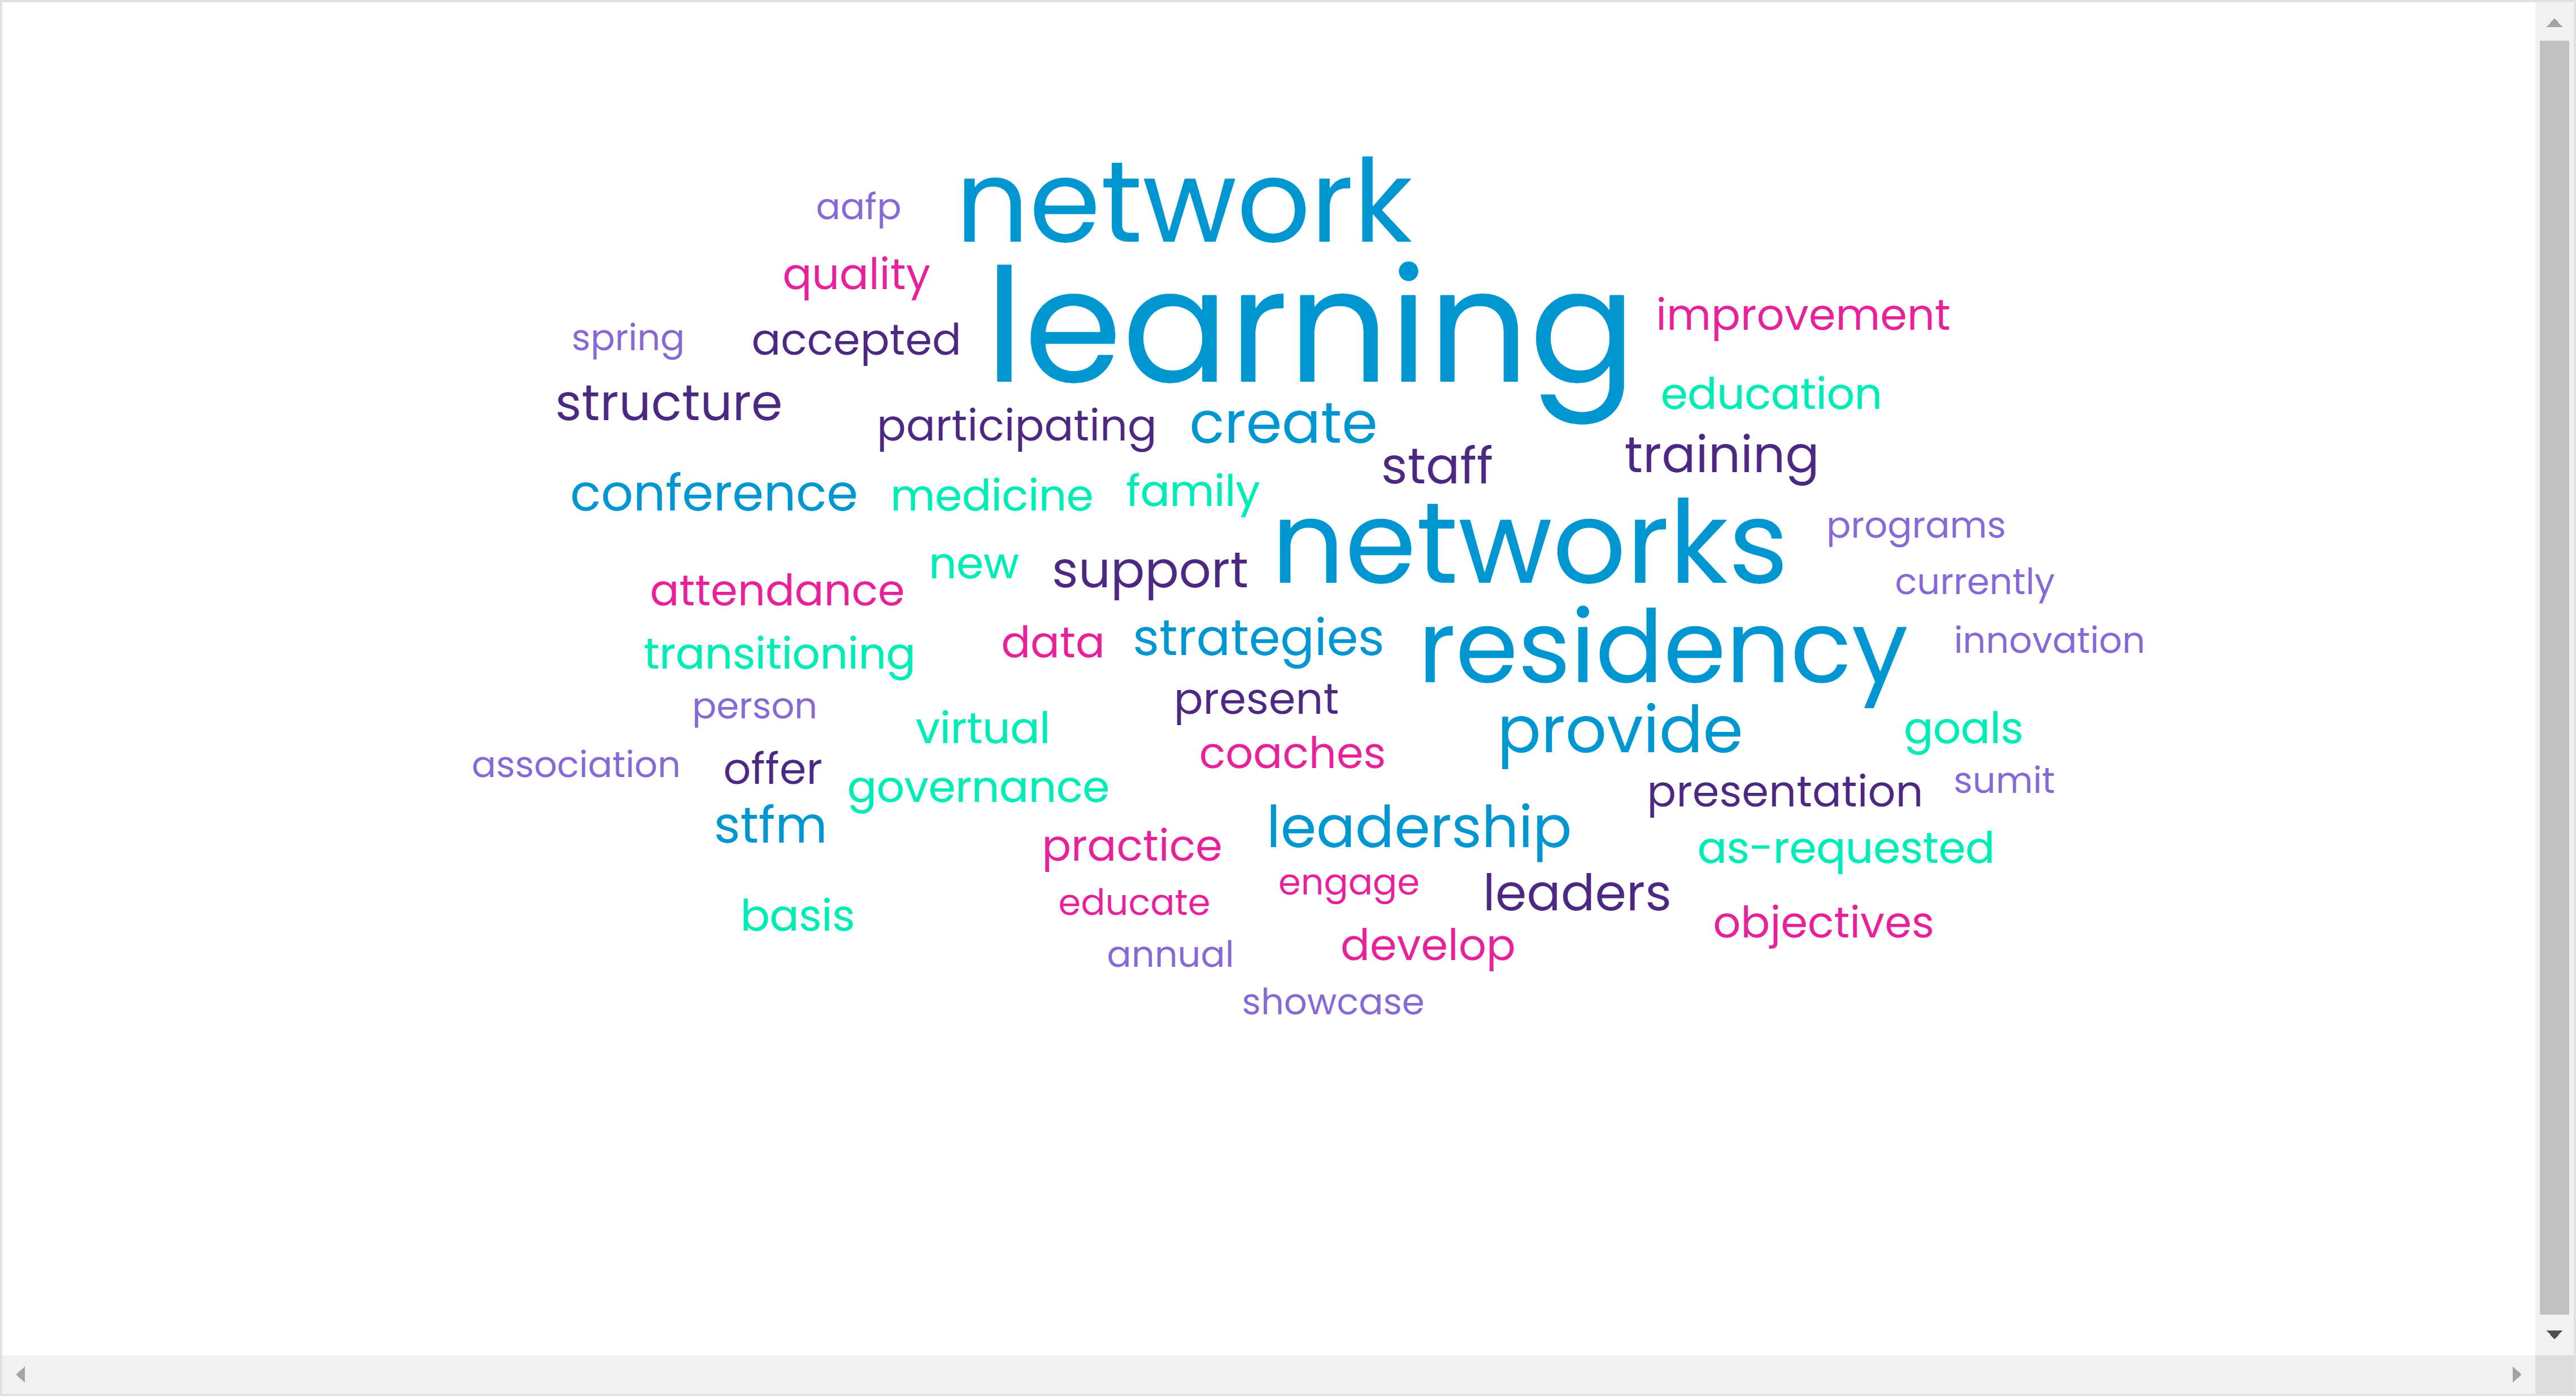 aafp
network
quality
learning
improvement
spring
accepted
structure
education
participating
create
staff
training
conference
medicine
family
networks
programs
new
support
currently
attendance
transitioning
data
strategies
residency
innovation
person
present
virtual
coaches
provide
goals
association
offer
governance
presentation
sumit
stfm
practice
leadership
as-requested
basis
educate
engage
leaders
objectives
annual
develop
showcase